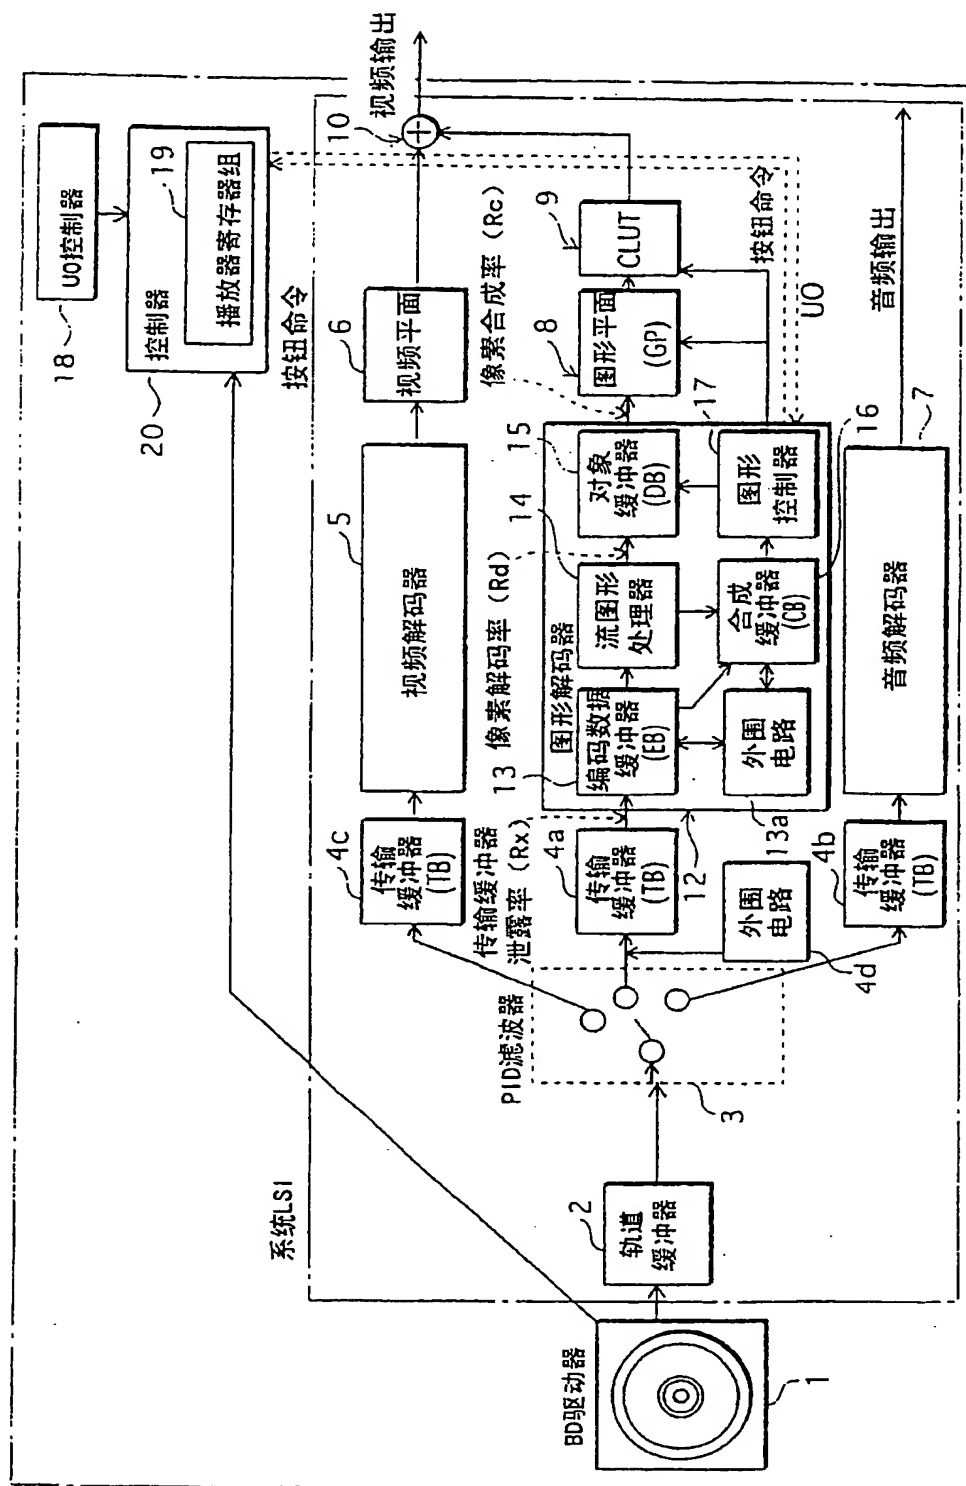 18
UO控制器
20
控制器
19
播放器寄存器组
按钮命令
系统LSI
4c
传输
缓冲器
(TB)
5
视频解码器
6
视频平面
10
视频输出
传输缓冲器
泄露率 (Rx)
像素解码率 (Rd)
像素合成率 (Rc)
BD驱动器
1
2
轨道
缓冲器
PID滤波器
3
4a
传输
缓冲器
(TB)
12
图形解码器
13
编码数据
缓冲器
(EB)
14
流图形
处理器
15
对象
缓冲器
(DB)
8
图形平面
(GP)
9
CLUT
4d
外围
电路
13a
外围
电路
合成
缓冲器
(CB)
16
图形
控制器
17
按钮命令
UO
4b
传输
缓冲器
(TB)
音频解码器
7
音频输出